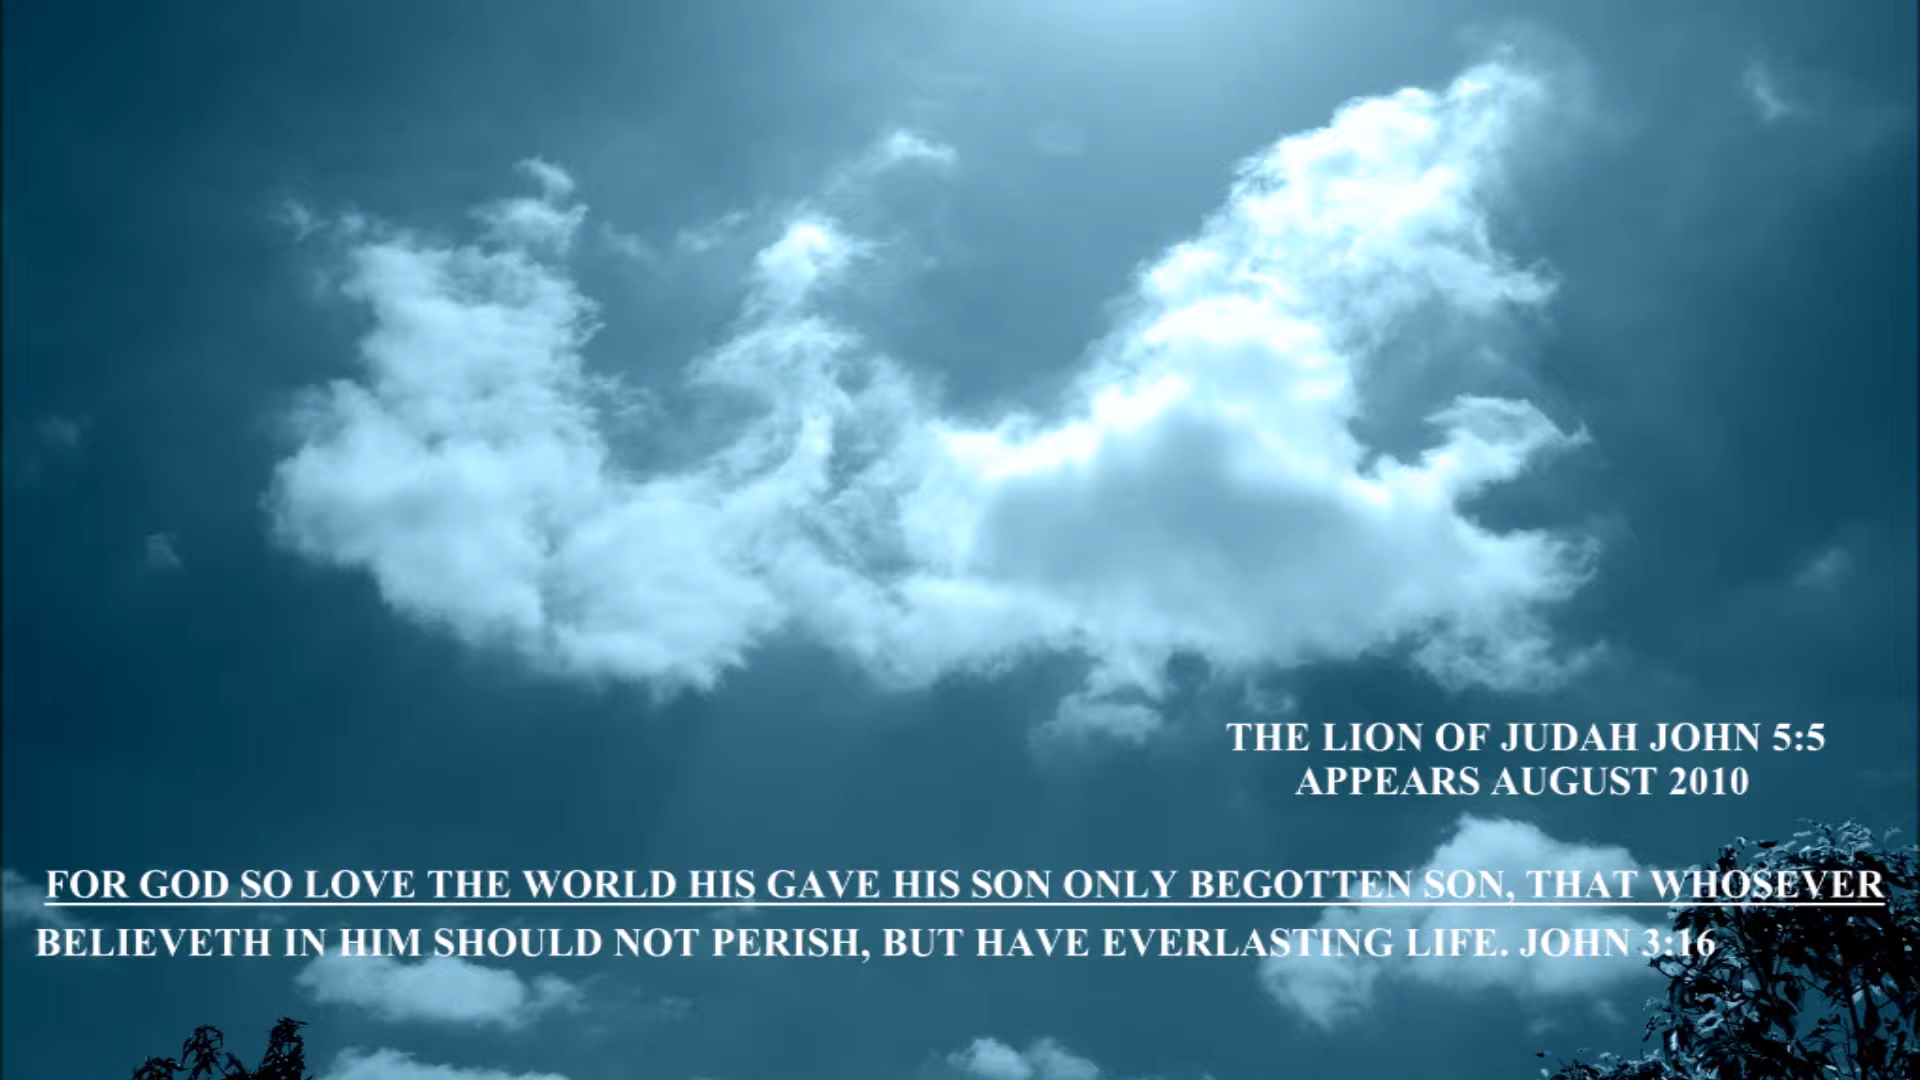 THE LION OF JUDAH JOHN 5:5
APPEARS AUGUST 2010
FOR GOD SO LOVE THE WORLD HIS GAVE HIS SON ONLY BEGOTTEN SON, THAT WHOSEVER
BELIEVETH IN HIM SHOULD NOT PERISH, BUT HAVE EVERLASTING LIFE. JOHN 3:16